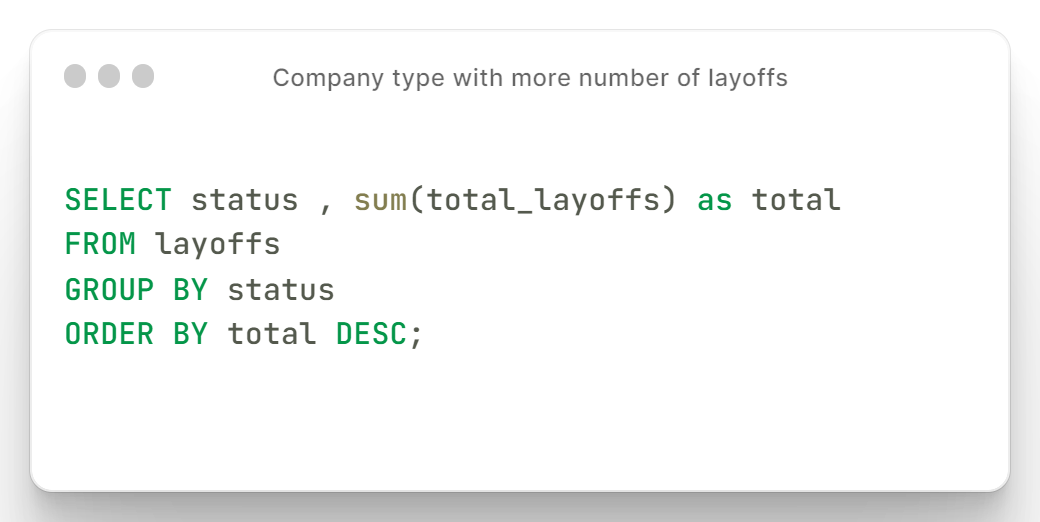 Company type with more number of layoffs
SELECT status , sum(total_layoffs) as total
FROM layoffs
GROUP BY status
ORDER BY total DESC;